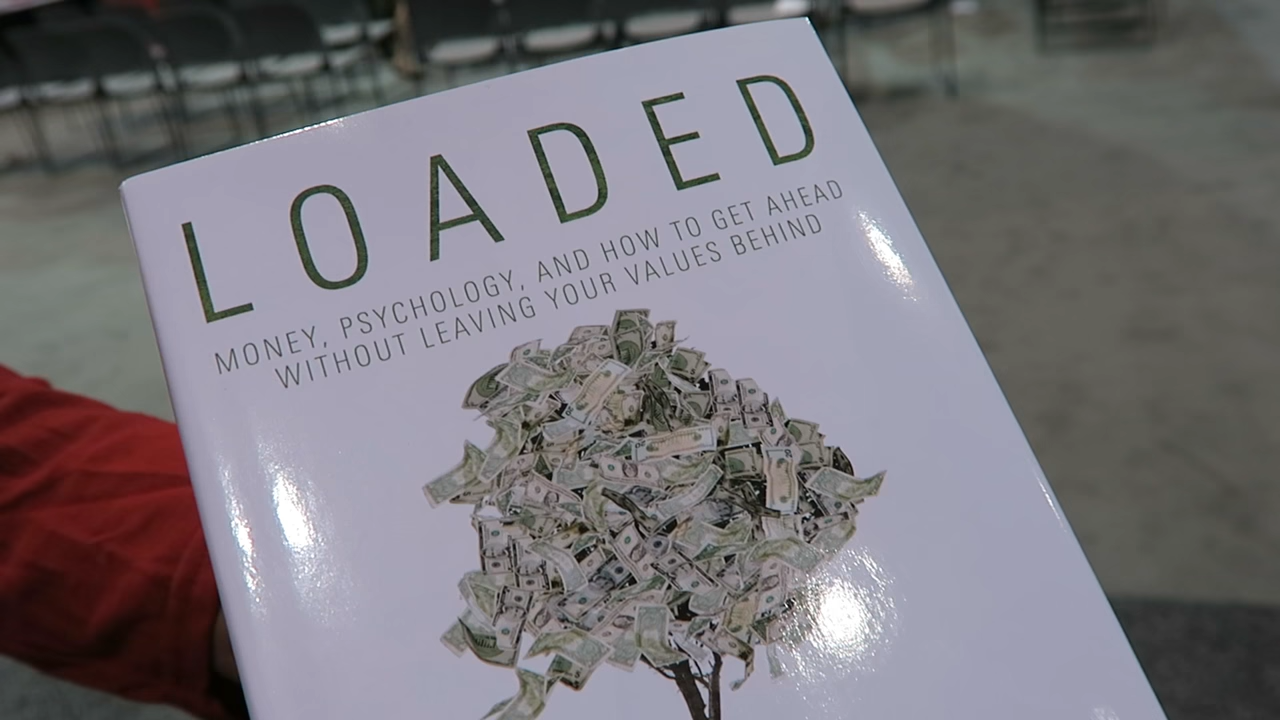 LOADED
MONEY, PSYCHOLOGY, AND HOW TO GET AHEAD
WITHOUT LEAVING YOUR VALUES BEHIND